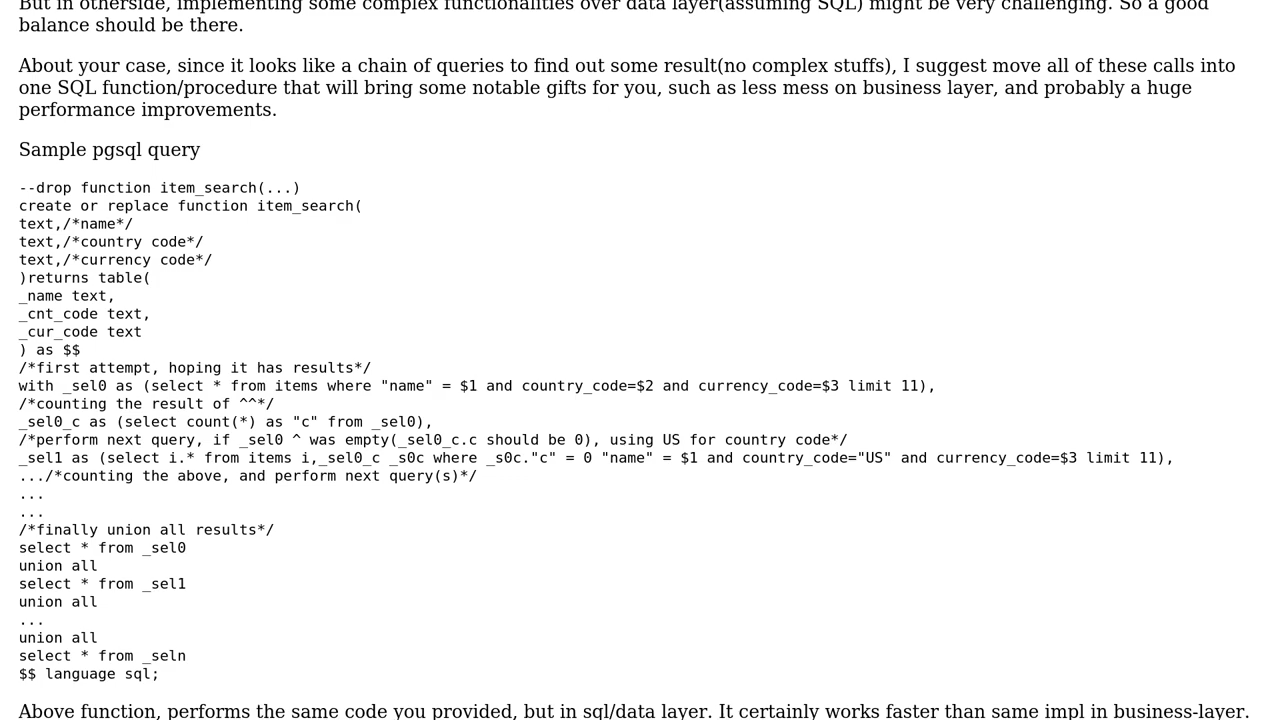 But in otherside, implementing some complex functionalities over data layer(assuming SQL) might be very challenging. So a good
balance should be there.
About your case, since it looks like a chain of queries to find out some result(no complex stuffs), I suggest move all of these calls into
one SQL function/procedure that will bring some notable gifts for you, such as less mess on business layer, and probably a huge
performance improvements.
Sample pgsql query
--drop function item_search(...)
create or replace function item_search(
text,/*name*/
text,/*country code*/
text,/*currency code*/
)returns table(
_name text,
_cnt_code text,
_cur_code text
) as $$
/*first attempt, hoping it has results*/
with _sel0 as (select * from items where "name" = $1 and country_code=$2 and currency_code=$3 limit 11),
/*counting the result of ^^*/
_sel0_c as (select count(*) as "c" from _sel0),
/*perform next query, if _sel0 ^ was empty(_sel0_c.c should be 0), using US for country code*/
_sel1 as (select i.* from items i,_sel0_c _s0c where _s0c."c" = 0 "name" = $1 and country_code="US" and currency_code=$3 limit 11),
.../*counting the above, and perform next query(s)*/
...
...
/*finally union all results*/
select * from _sel0
union all
select * from _sel1
union all
...
union all
select * from _seln
$$ language sql;
Above function, performs the same code you provided, but in sql/data layer. It certainly works faster than same impl in business-layer.